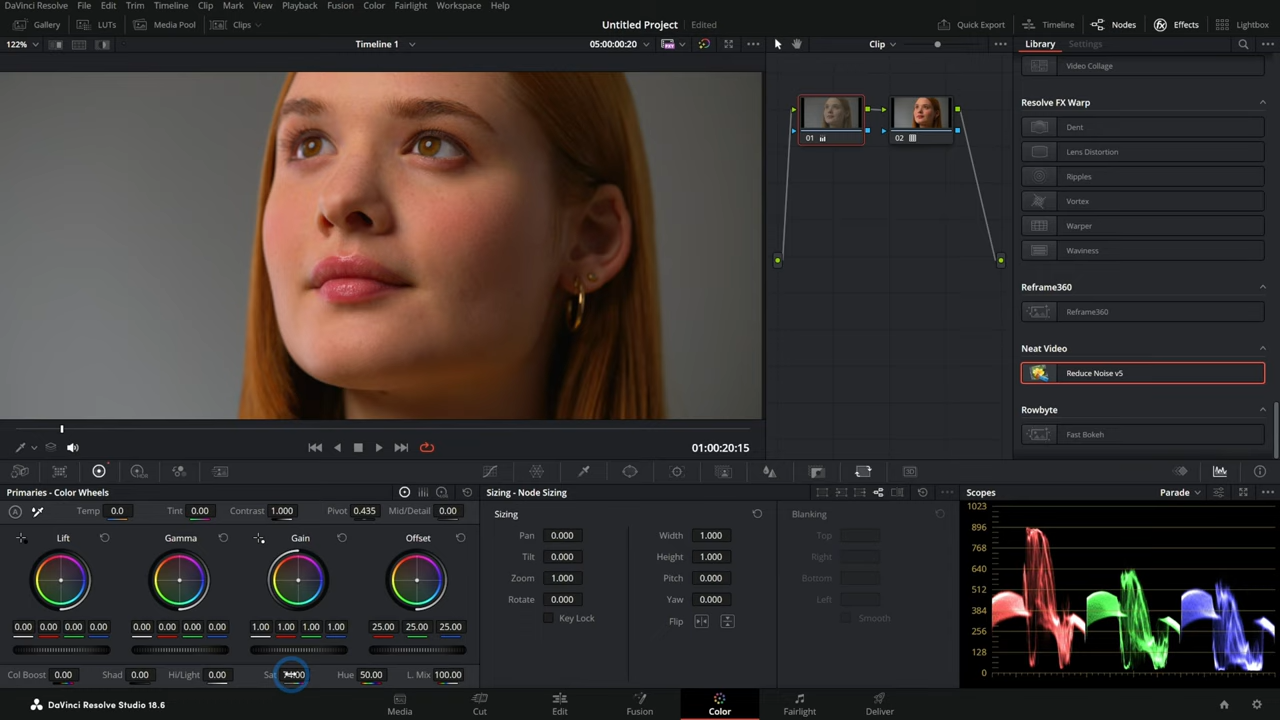 DaVinci Resolve File Edit Trim Timeline Clip Mark View Playback Fusion Color Fairlight Workspace Help
Gallery LUTs Media Pool Clips Untitled Project Edited Quick Export Timeline Nodes Effects Lightbox
122% Timeline 1 05:00:00:20 Clip Library Settings
Video Collage
Resolve FX Warp
Dent
Lens Distortion
Ripples
Vortex
Warper
Waviness
Reframe360
Reframe360
Neat Video
Reduce Noise v5
Rowbyte
Fast Bokeh
01 02
01:00:20:15
Primaries - Color Wheels
Temp 0.0 Tint 0.00 Contrast 1.000 Pivot 0.435 Mid/Detail 0.00
Lift Gamma Gain Offset
0.00 0.00 0.00 0.00 0.00 0.00 0.00 0.00 1.00 1.00 1.00 1.00 25.00 25.00 25.00
Col Boost 0.00 Shad 0.00 Hi/Light 0.00 Sat Hue 50.00 L. Mix 100.00
Sizing - Node Sizing
Sizing Blanking
Pan 0.000 Width 1.000 Top
Tilt 0.000 Height 1.000 Bottom
Zoom 1.000 Pitch 0.000 Left
Rotate 0.000 Yaw 0.000 Right
Key Lock Flip Smooth
Scopes Parade
1023
896
768
640
512
384
256
128
0
DaVinci Resolve Studio 18.6 Media Cut Edit Fusion Color Fairlight Deliver